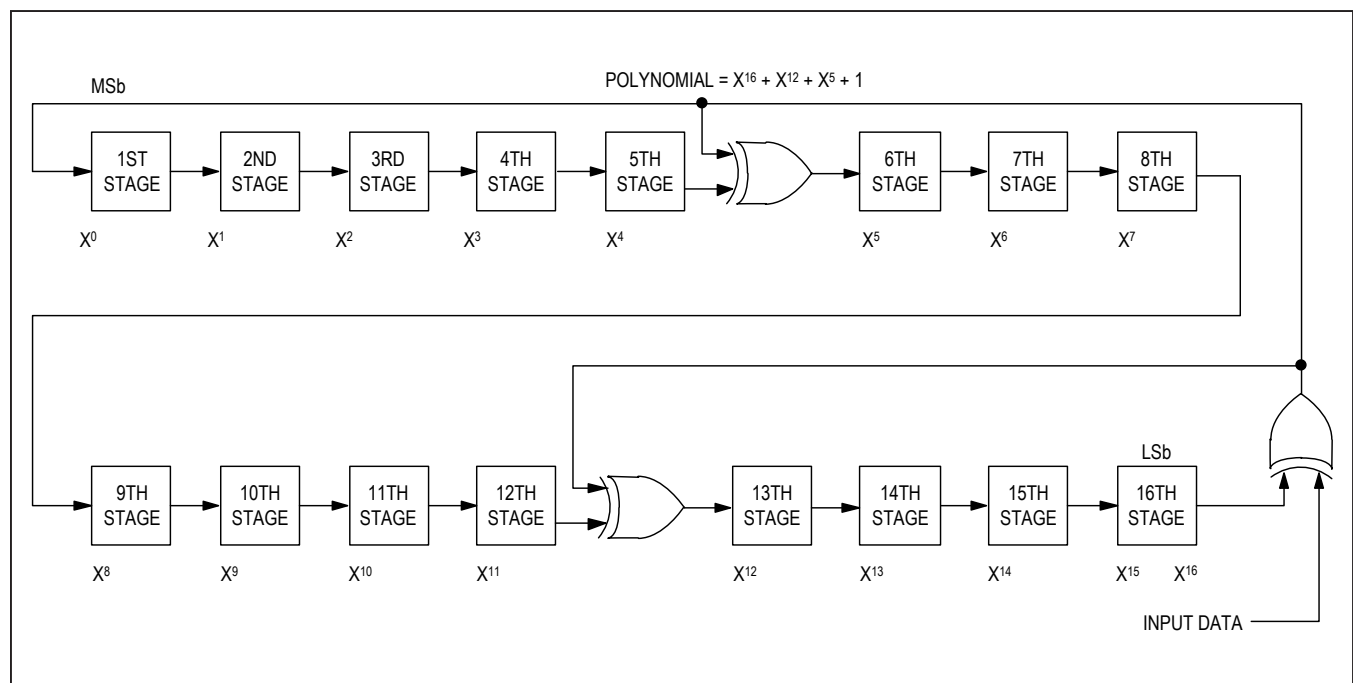 MSb
POLYNOMIAL = X¹⁶ + X¹² + X⁵ + 1
1ST
STAGE
2ND
STAGE
3RD
STAGE
4TH
STAGE
5TH
STAGE
6TH
STAGE
7TH
STAGE
8TH
STAGE
X⁰
X¹
X²
X³
X⁴
X⁵
X⁶
X⁷
LSb
9TH
STAGE
10TH
STAGE
11TH
STAGE
12TH
STAGE
13TH
STAGE
14TH
STAGE
15TH
STAGE
16TH
STAGE
X⁸
X⁹
X¹⁰
X¹¹
X¹²
X¹³
X¹⁴
X¹⁵
X¹⁶
INPUT DATA